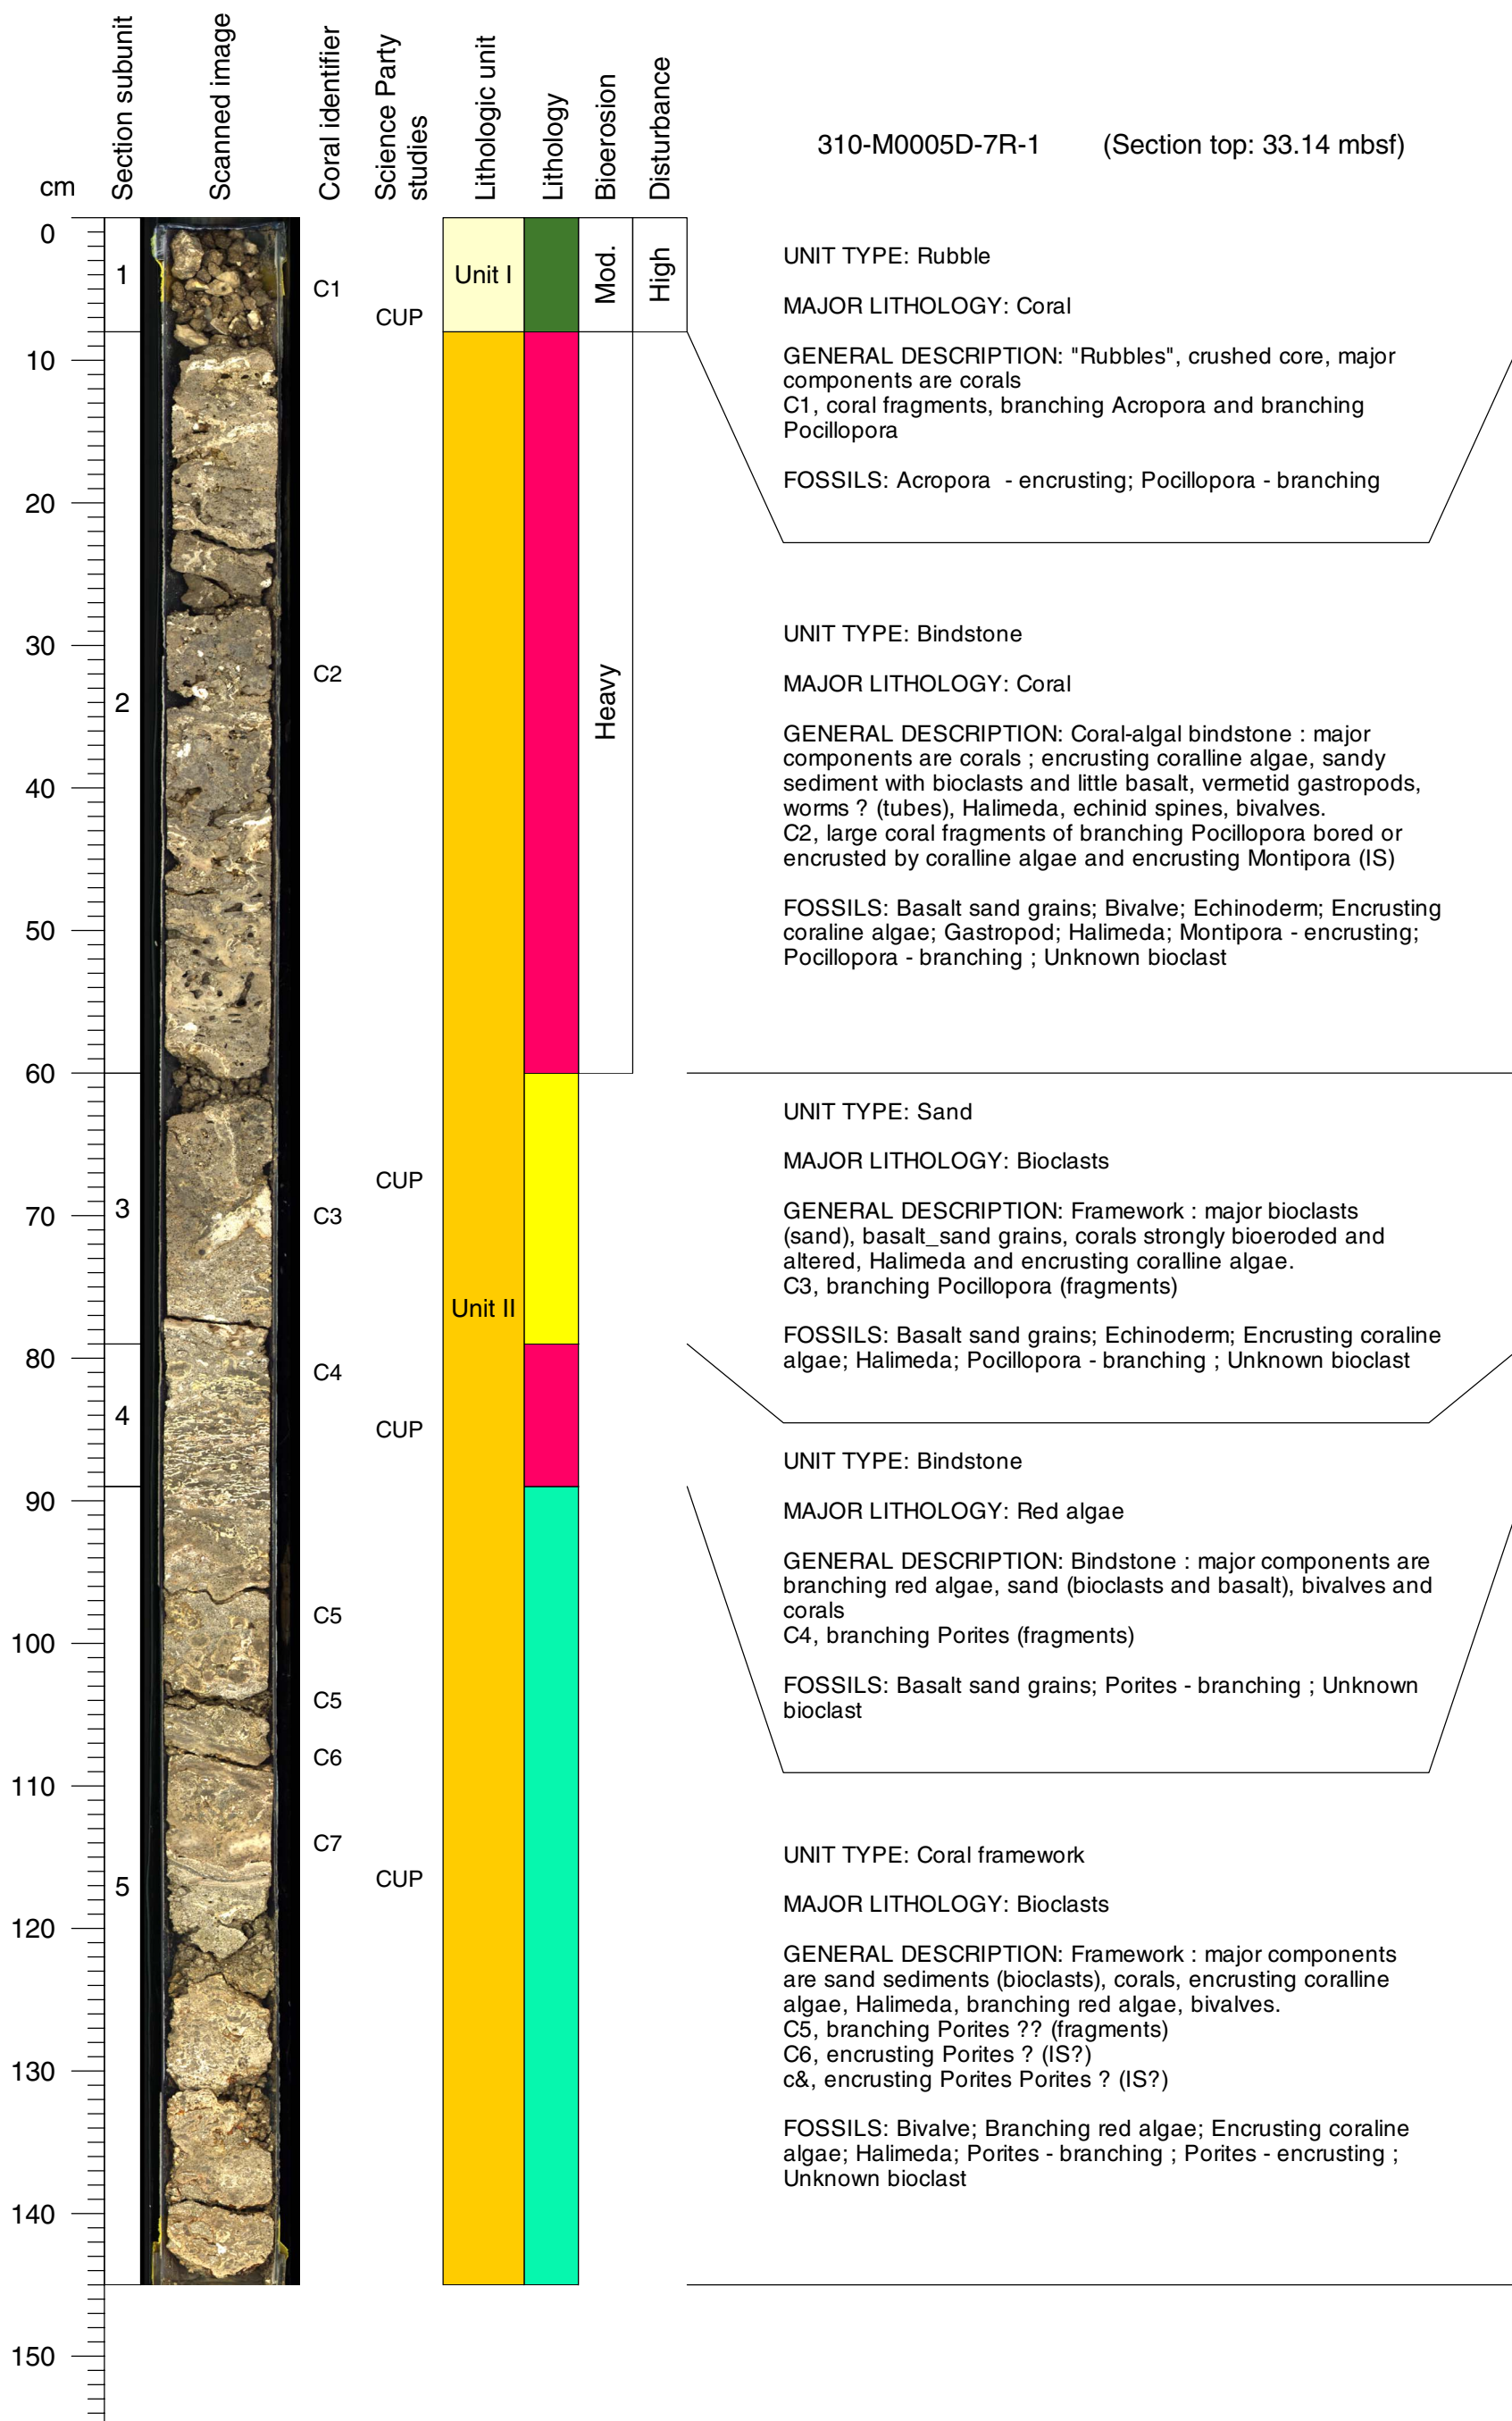 cm
Section subunit
Scanned image
Coral identifier
Science Party
studies
Lithologic unit
Lithology
Bioerosion
Disturbance
310-M0005D-7R-1 (Section top: 33.14 mbsf)
0
10
20
30
40
50
60
70
80
90
100
110
120
130
140
150
1
2
3
4
5
C1
C2
C3
C4
C5
C5
C6
C7
CUP
CUP
CUP
CUP
Unit I
Unit II
Mod.
Heavy
High
UNIT TYPE: Rubble
MAJOR LITHOLOGY: Coral
GENERAL DESCRIPTION: "Rubbles", crushed core, major
components are corals
C1, coral fragments, branching Acropora and branching
Pocillopora
FOSSILS: Acropora  - encrusting; Pocillopora - branching
UNIT TYPE: Bindstone
MAJOR LITHOLOGY: Coral
GENERAL DESCRIPTION: Coral-algal bindstone : major
components are corals ; encrusting coralline algae, sandy
sediment with bioclasts and little basalt, vermetid gastropods,
worms ? (tubes), Halimeda, echinid spines, bivalves.
C2, large coral fragments of branching Pocillopora bored or
encrusted by coralline algae and encrusting Montipora (IS)
FOSSILS: Basalt sand grains; Bivalve; Echinoderm; Encrusting
coraline algae; Gastropod; Halimeda; Montipora - encrusting;
Pocillopora - branching ; Unknown bioclast
UNIT TYPE: Sand
MAJOR LITHOLOGY: Bioclasts
GENERAL DESCRIPTION: Framework : major bioclasts
(sand), basalt_sand grains, corals strongly bioeroded and
altered, Halimeda and encrusting coralline algae.
C3, branching Pocillopora (fragments)
FOSSILS: Basalt sand grains; Echinoderm; Encrusting coraline
algae; Halimeda; Pocillopora - branching ; Unknown bioclast
UNIT TYPE: Bindstone
MAJOR LITHOLOGY: Red algae
GENERAL DESCRIPTION: Bindstone : major components are
branching red algae, sand (bioclasts and basalt), bivalves and
corals
C4, branching Porites (fragments)
FOSSILS: Basalt sand grains; Porites - branching ; Unknown
bioclast
UNIT TYPE: Coral framework
MAJOR LITHOLOGY: Bioclasts
GENERAL DESCRIPTION: Framework : major components
are sand sediments (bioclasts), corals, encrusting coralline
algae, Halimeda, branching red algae, bivalves.
C5, branching Porites ?? (fragments)
C6, encrusting Porites ? (IS?)
c&, encrusting Porites Porites ? (IS?)
FOSSILS: Bivalve; Branching red algae; Encrusting coraline
algae; Halimeda; Porites - branching ; Porites - encrusting ;
Unknown bioclast